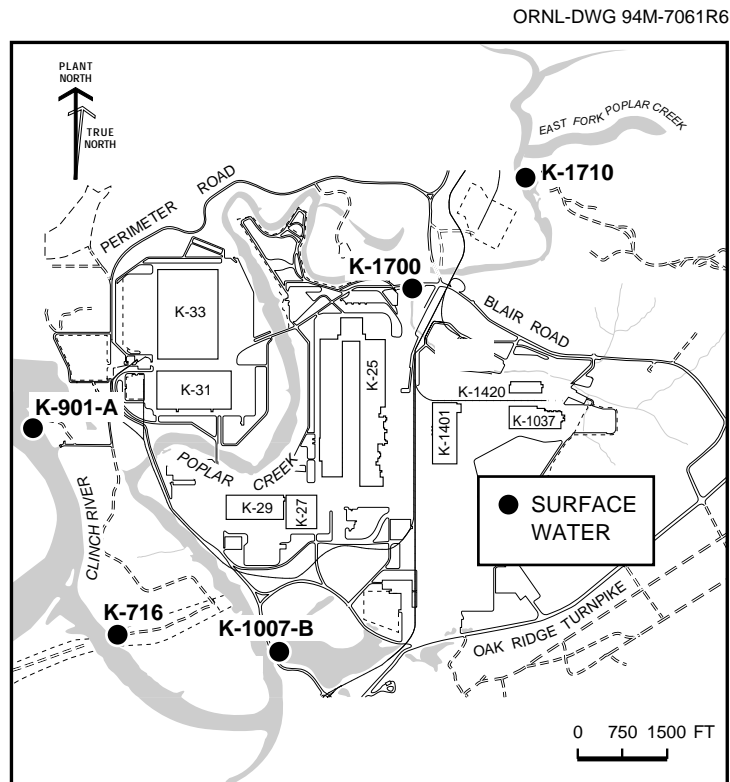 ORNL-DWG 94M-7061R6
PLANT
NORTH
TRUE
NORTH
EAST FORK POPLAR CREEK
K-1710
PERIMETER ROAD
K-1700
K-33
BLAIR ROAD
K-25
K-31
K-1420
K-901-A
K-1401
K-1037
POPLAR CREEK
K-29
K-27
SURFACE
WATER
CLINCH RIVER
K-716
K-1007-B
OAK RIDGE TURNPIKE
0 750 1500 FT